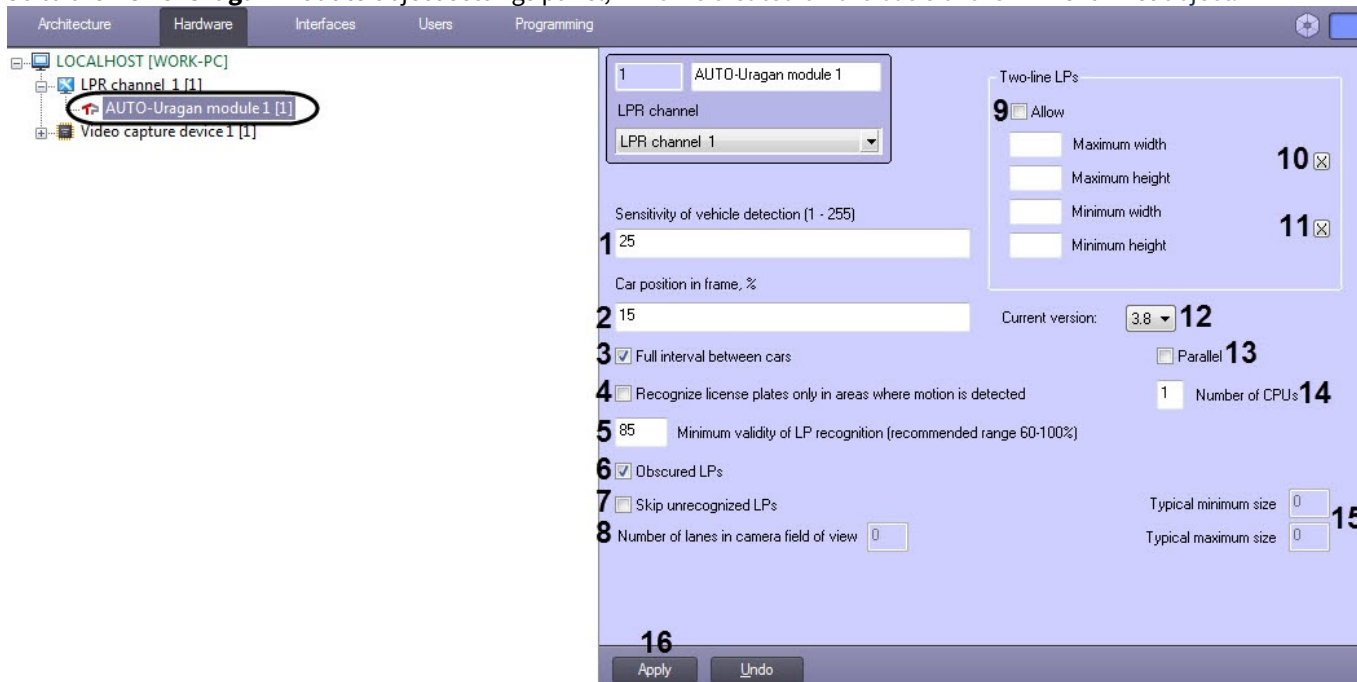 Architecture Hardware Interfaces Users Programming
LOCALHOST [WORK-PC]
LPR channel 1 [1]
AUTO-Uragan module 1 [1]
Video capture device 1 [1]
1 AUTO-Uragan module 1
LPR channel
LPR channel 1
Sensitivity of vehicle detection (1 - 255)
1 25
Car position in frame, %
2 15
3 Full interval between cars
4 Recognize license plates only in areas where motion is detected
5 85 Minimum validity of LP recognition (recommended range 60-100%)
6 Obscured LPs
7 Skip unrecognized LPs
8 Number of lanes in camera field of view 0
Two-line LPs
9 Allow
Maximum width
10
Maximum height
Minimum width
11
Minimum height
Current version: 3.8 12
Parallel 13
1 Number of CPUs 14
Typical minimum size 0
15
Typical maximum size 0
16
Apply Undo